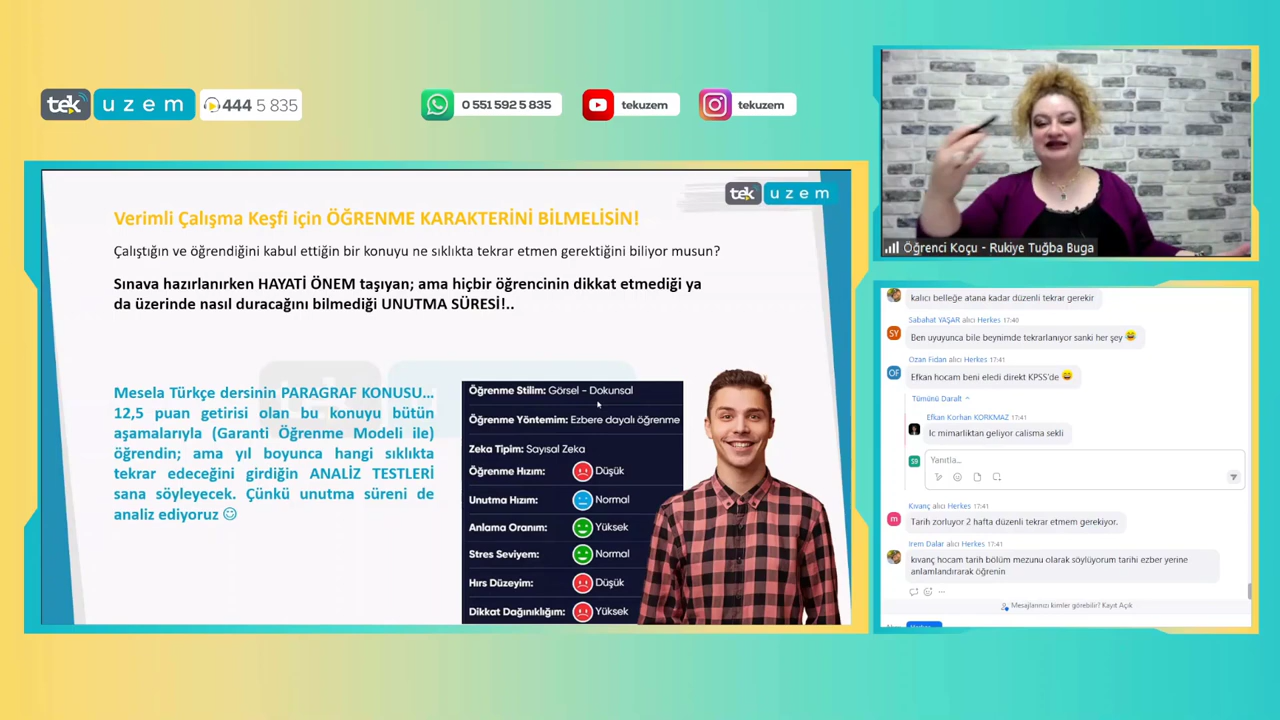 tek uzem 444 5 835
0 551 592 5 835
tekuzem
tekuzem
tek uzem
Verimli Çalışma Keşfi için ÖĞRENME KARAKTERİNİ BİLMELİSİN!
Çalıştığın ve öğrendiğini kabul ettiğin bir konuyu ne sıklıkta tekrar etmen gerektiğini biliyor musun?
Sınava hazırlanırken HAYATİ ÖNEM taşıyan; ama hiçbir öğrencinin dikkat etmediği ya
da üzerinde nasıl duracağını bilmediği UNUTMA SÜRESİ!..
Mesela Türkçe dersinin PARAGRAF KONUSU...
12,5 puan getirisi olan bu konuyu bütün
aşamalarıyla (Garanti Öğrenme Modeli ile)
öğrendin; ama yıl boyunca hangi sıklıkta
tekrar edeceğini girdiğin ANALİZ TESTLERİ
sana söyleyecek. Çünkü unutma süreni de
analiz ediyoruz ☺
Öğrenme Stilim: Görsel - Dokunsal
Öğrenme Yöntemim: Ezbere dayalı öğrenme
Zeka Tipim: Sayısal Zeka
Öğrenme Hızım: Düşük
Unutma Hızım: Normal
Anlama Oranım: Yüksek
Stres Seviyem: Normal
Hırs Düzeyim: Düşük
Dikkat Dağınıklığım: Yüksek
Öğrenci Koçu - Rukiye Tuğba Buga
kalıcı belleğe atana kadar düzenli tekrar gerekir
Sabahat YAŞAR alıcı Herkes 17:40
SY
Ben uyuyunca bile beynimde tekrarlanıyor sanki her şey 😂
Ozan Fidan alıcı Herkes 17:41
OF
Efkan hocam beni eledi direkt KPSS'de 😄
Tümünü Daralt
Efkan Korhan KORKMAZ 17:41
Ic mimarliktan geliyor calisma sekli
Yanıtla...
Kıvanç alıcı Herkes 17:41
m
Tarih zorluyor 2 hafta düzenli tekrar etmem gerekiyor.
Irem Dalar alıcı Herkes 17:41
kıvanç hocam tarih bölüm mezunu olarak söylüyorum tarihi ezber yerine
anlamlandırarak öğrenin
Mesajlarınızı kimler görebilir? Kayıt Açık